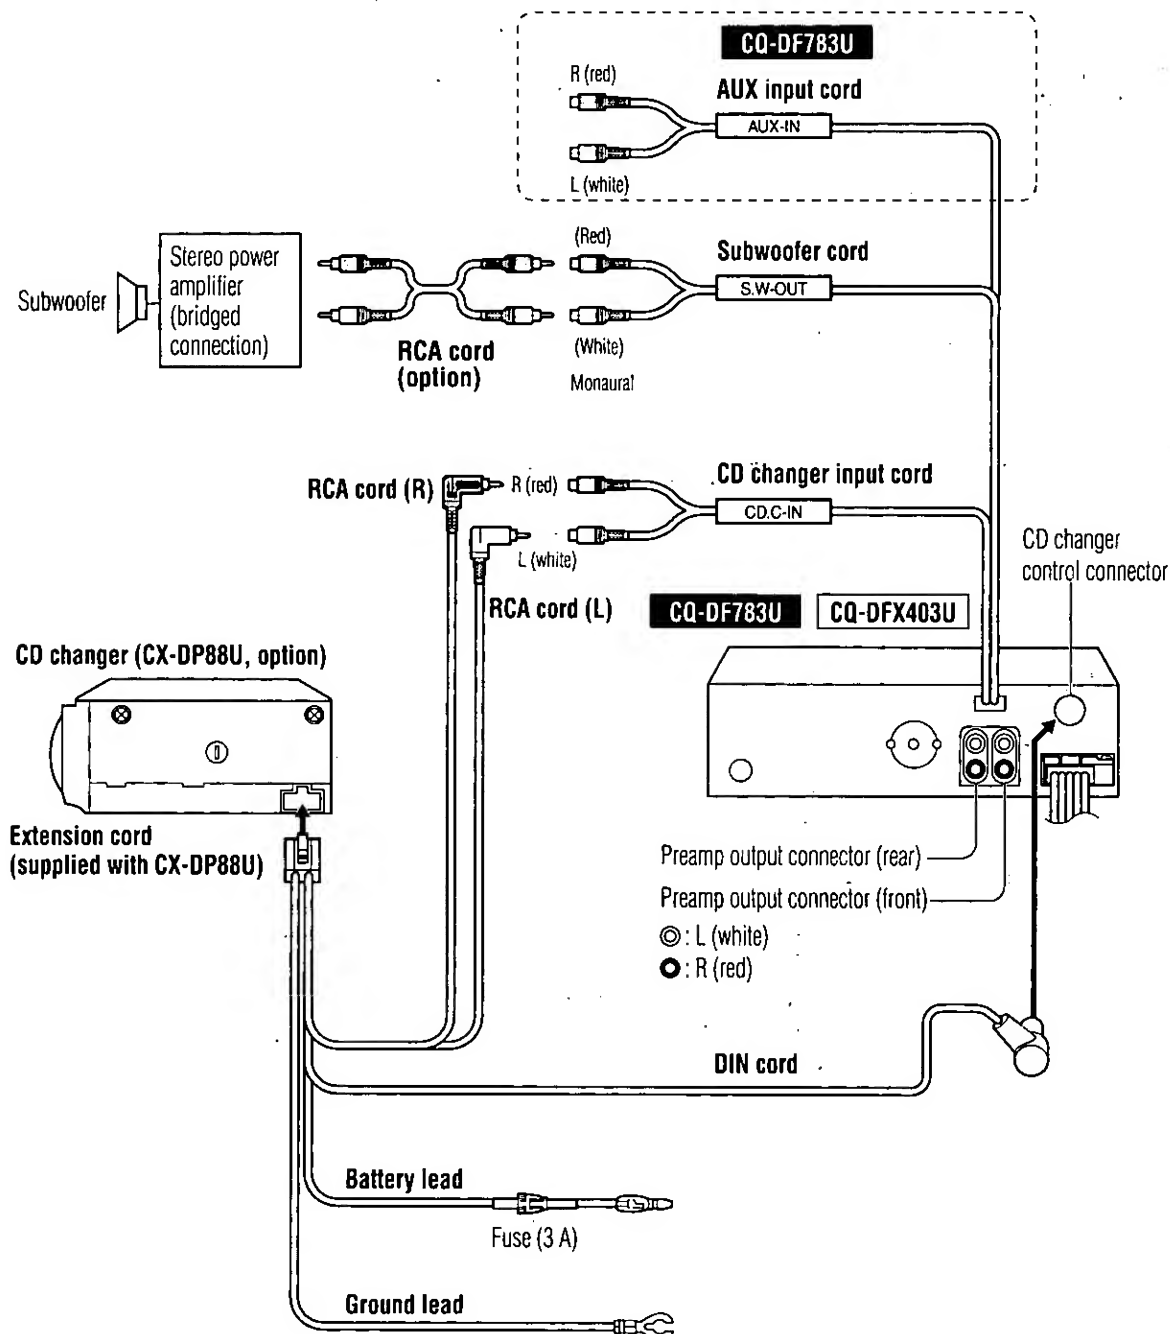 CQ-DF783U
R (red)
AUX input cord
AUX-IN
L (white)
(Red)
Subwoofer cord
Stereo power
amplifier
(bridged
connection)
Subwoofer
S.W-OUT
RCA cord
(option)
(White)
Monaural
CD changer input cord
RCA cord (R)
R (red)
CD.C-IN
L (white)
CD changer
control connector
RCA cord (L)
CQ-DF783U
CQ-DFX403U
CD changer (CX-DP88U, option)
Extension cord
(supplied with CX-DP88U)
Preamp output connector (rear)
Preamp output connector (front)
: L (white)
: R (red)
DIN cord
Battery lead
Fuse (3 A)
Ground lead